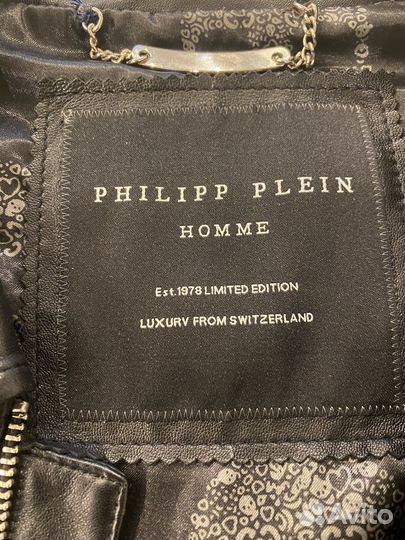 PHILIPP PLEIN
HOMME
Est.1978 LIMITED EDITION
LUXURV FROM SWITZERLAND
Avito